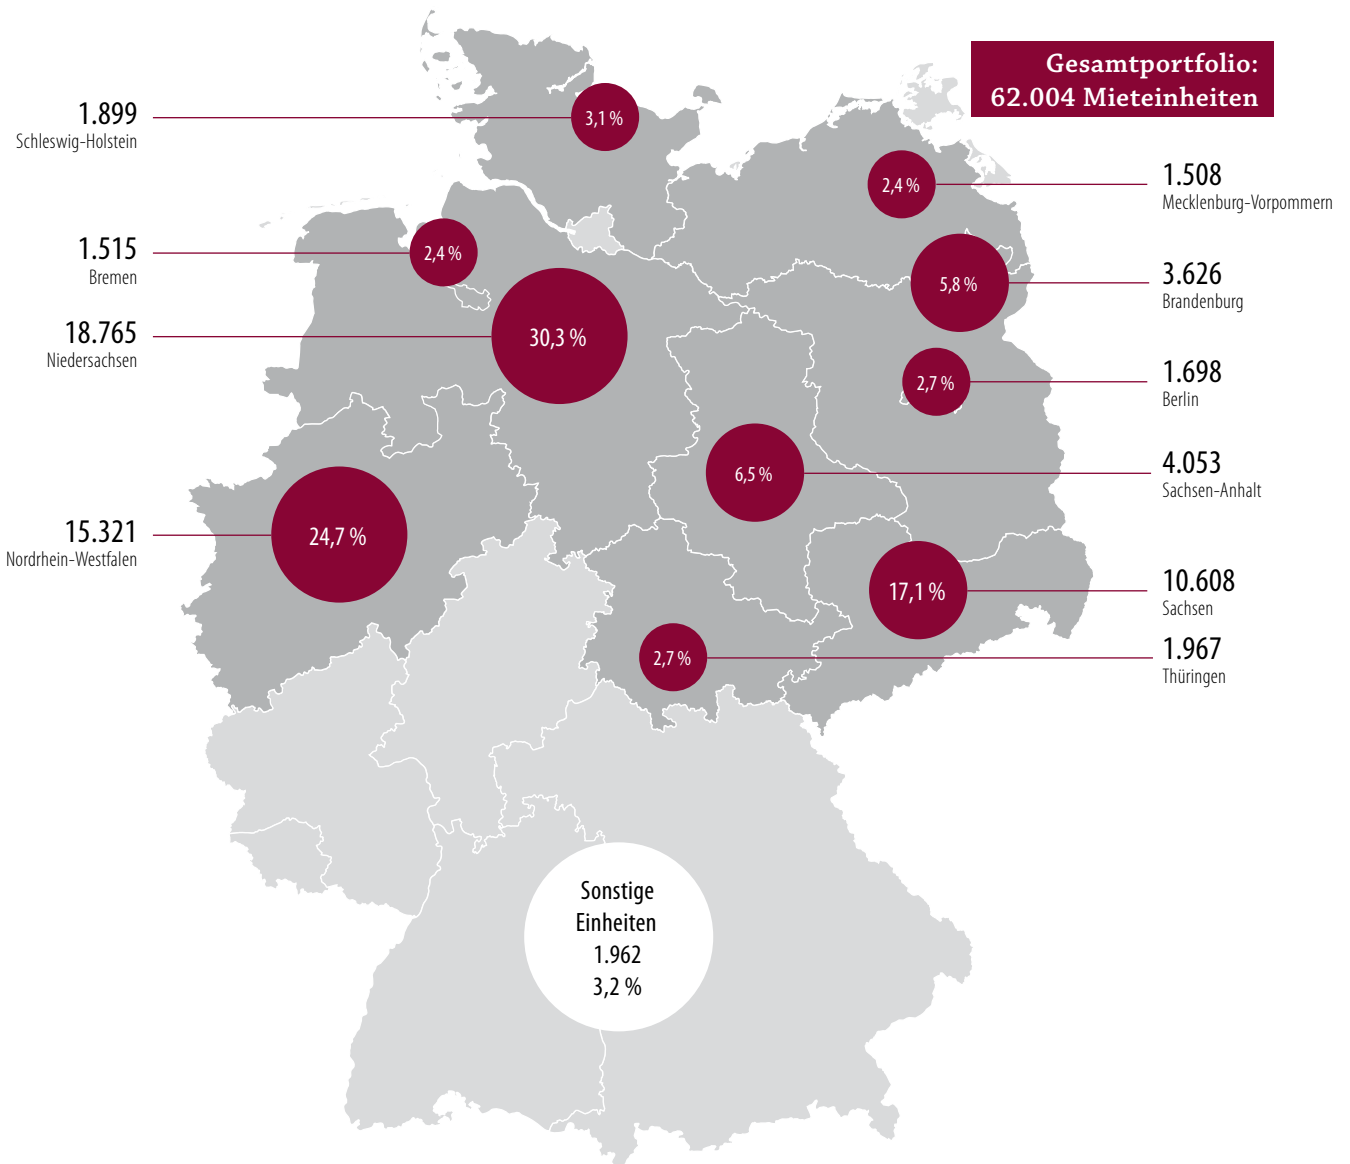 Gesamtportfolio:
62.004 Mieteinheiten
1.899
Schleswig-Holstein
3,1 %
1.515
Bremen
2,4 %
18.765
Niedersachsen
30,3 %
15.321
Nordrhein-Westfalen
24,7 %
2,4 %
1.508
Mecklenburg-Vorpommern
5,8 %
3.626
Brandenburg
2,7 %
1.698
Berlin
6,5 %
4.053
Sachsen-Anhalt
17,1 %
10.608
Sachsen
2,7 %
1.967
Thüringen
Sonstige
Einheiten
1.962
3,2 %